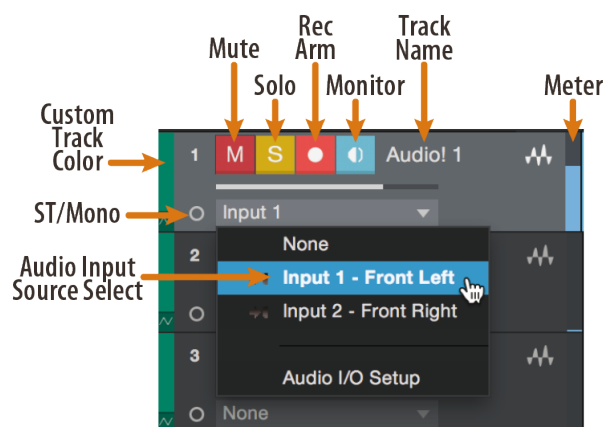 Mute
Solo
Rec
Arm
Monitor
Track
Name
Meter
Custom
Track
Color
1 M S Audio! 1
ST/Mono
Input 1
2
None
Audio Input
Source Select
Input 1 - Front Left
Input 2 - Front Right
3
Audio I/O Setup
None